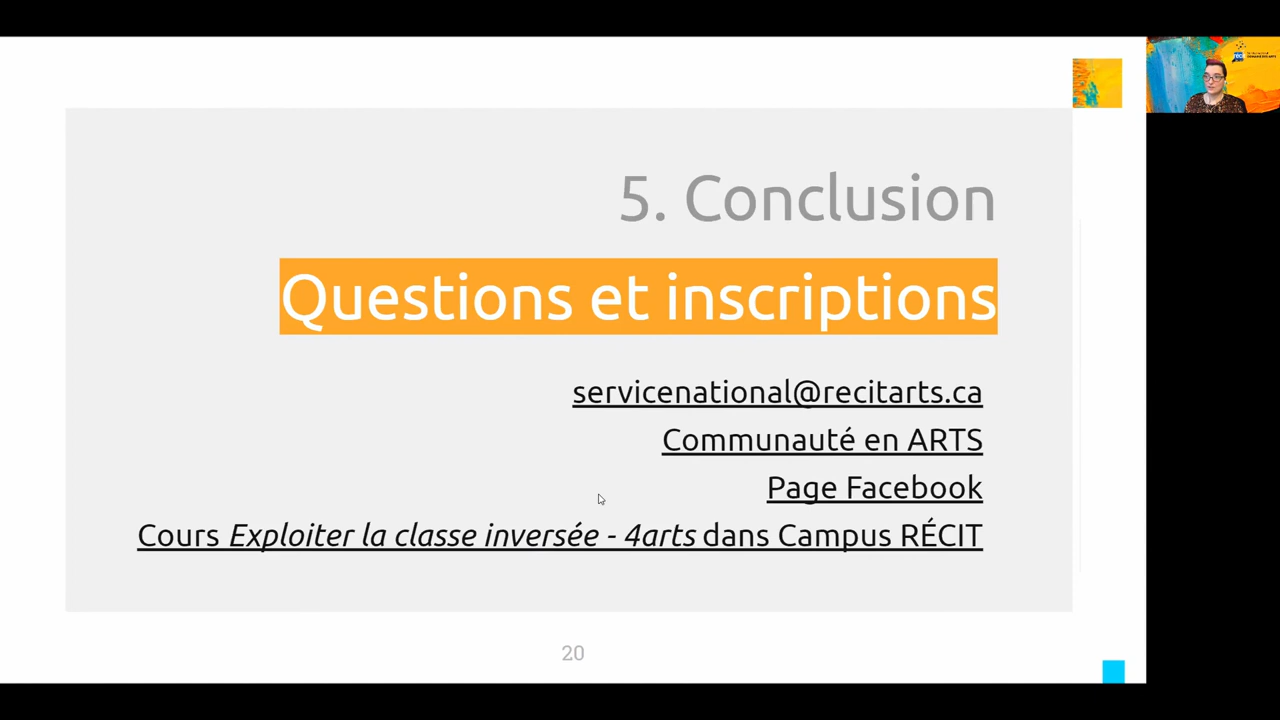 5. Conclusion
Questions et inscriptions
servicenational@recitarts.ca
Communauté en ARTS
Page Facebook
Cours Exploiter la classe inversée - 4arts dans Campus RÉCIT
20